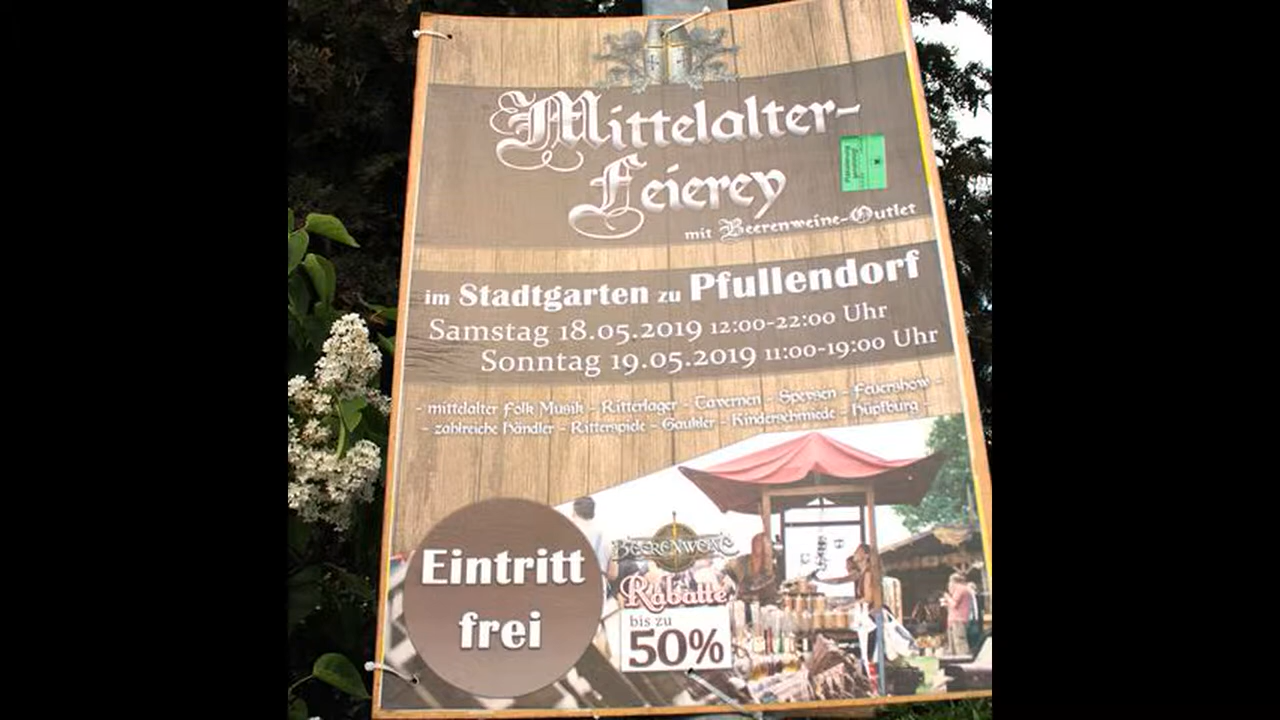 Mittelalter-
Feierey
mit Beerenweine-Outlet
im Stadtgarten zu Pfullendorf
Samstag 18.05.2019 12:00-22:00 Uhr
Sonntag 19.05.2019 11:00-19:00 Uhr
- mittelalter Folk Musik - Ritterlager - Tavernen - Speysen - Feuershow -
- zahlreiche Händler - Ritterspiele - Gaukler - Kinderschmiede - Hüpfburg -
Eintritt
frei
BEERENWEINE
Rabatte
bis zu
50%